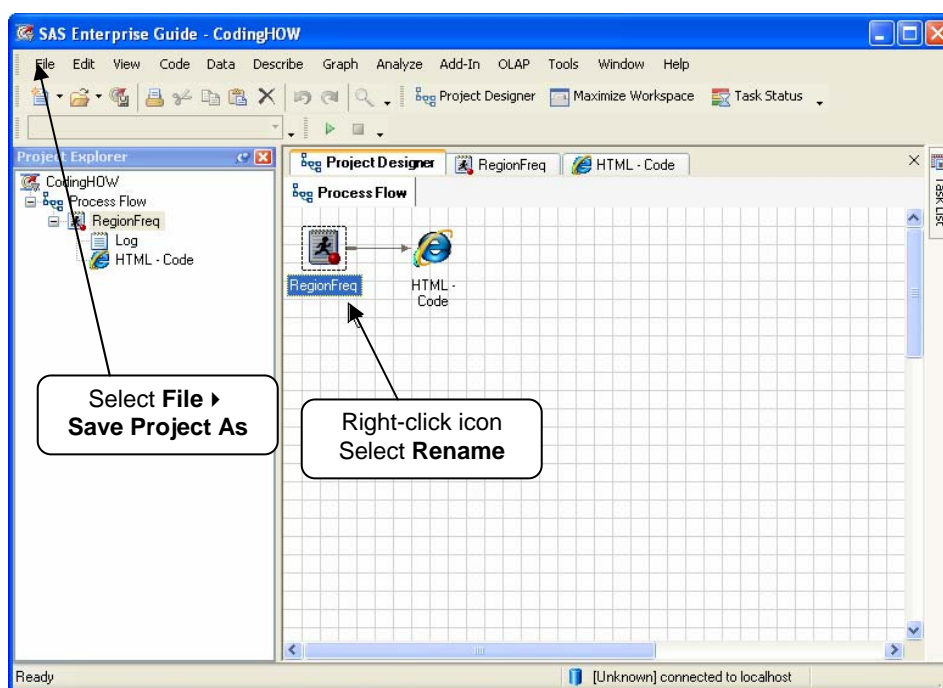 SAS Enterprise Guide - CodingHOW
File Edit View Code Data Describe Graph Analyze Add-In OLAP Tools Window Help
Project Designer Maximize Workspace Task Status
Project Explorer
Project Designer RegionFreq HTML - Code
Task List
CodingHOW
Process Flow
RegionFreq
Log
HTML - Code
Process Flow
RegionFreq
HTML -
Code
Select File ▸
Save Project As
Right-click icon
Select Rename
Ready
[Unknown] connected to localhost